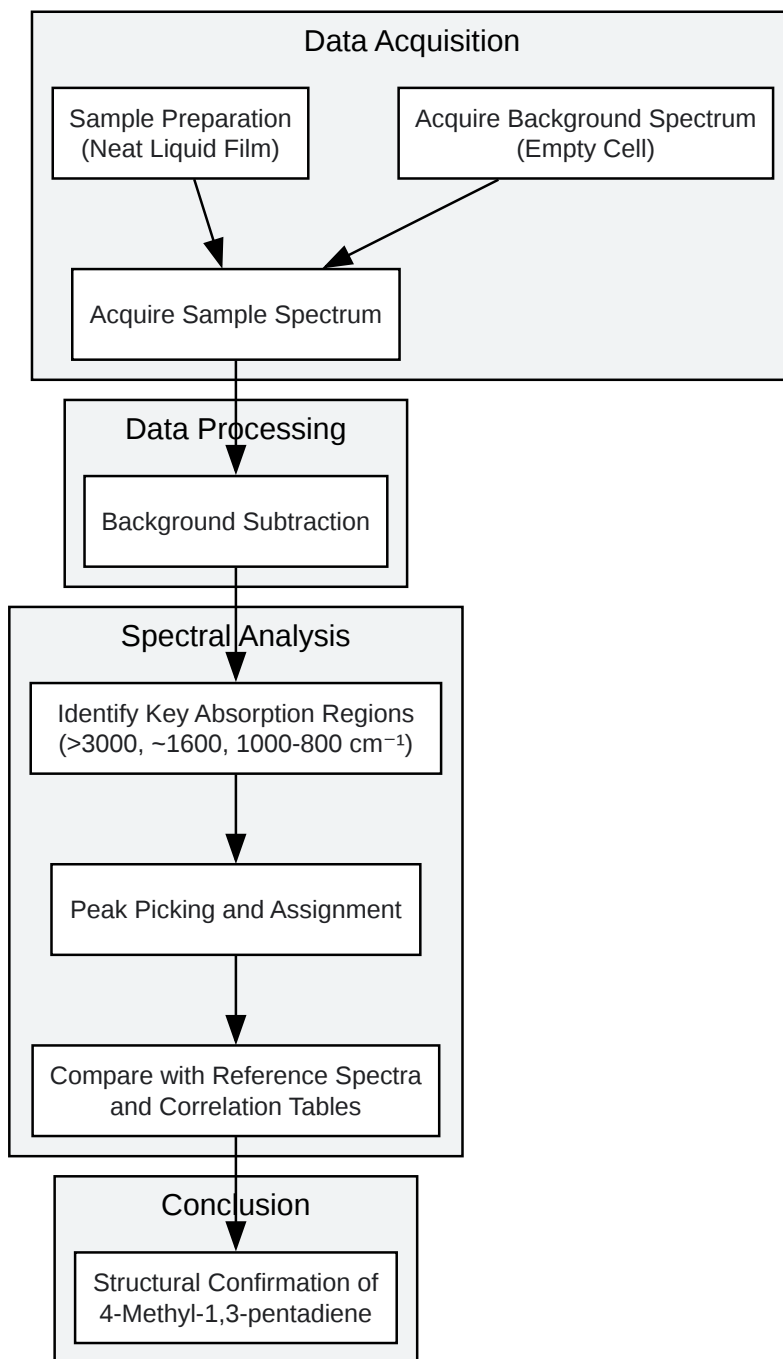 Data Acquisition
Sample Preparation
(Neat Liquid Film)
Acquire Background Spectrum
(Empty Cell)
Acquire Sample Spectrum
Data Processing
Background Subtraction
Spectral Analysis
Identify Key Absorption Regions
(>3000, ~1600, 1000-800 cm⁻¹)
Peak Picking and Assignment
Compare with Reference Spectra
and Correlation Tables
Conclusion
Structural Confirmation of
4-Methyl-1,3-pentadiene